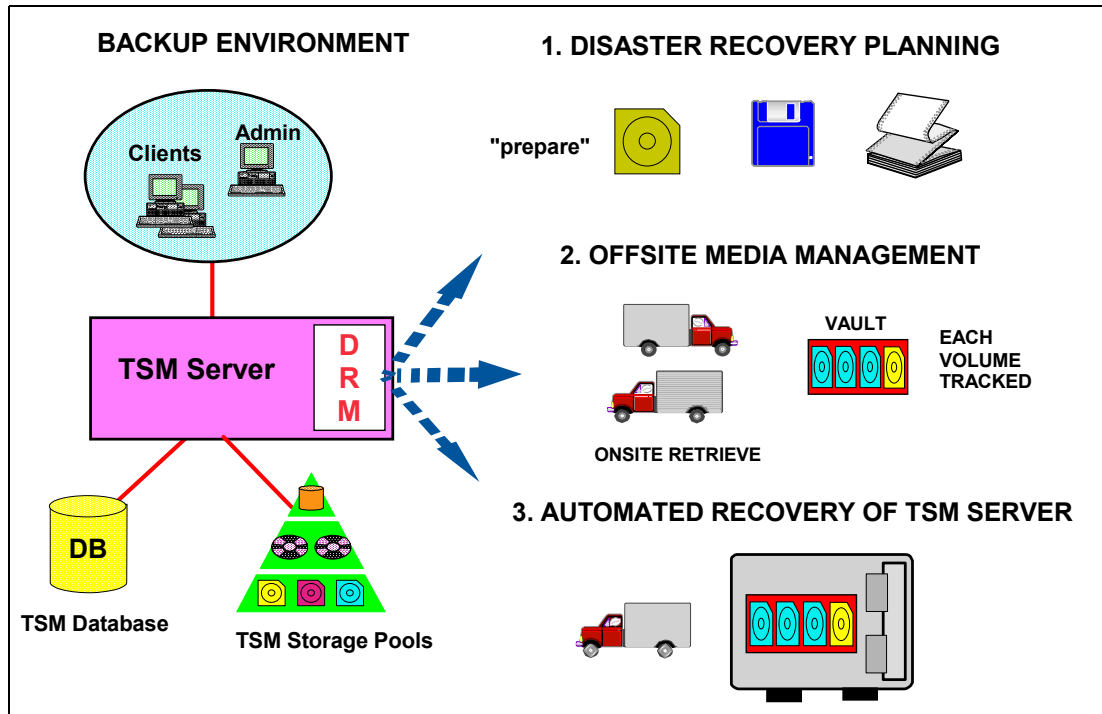 BACKUP ENVIRONMENT
Admin
Clients
TSM Server
D
R
M
DB
TSM Database
TSM Storage Pools
1. DISASTER RECOVERY PLANNING
"prepare"
2. OFFSITE MEDIA MANAGEMENT
VAULT
EACH
VOLUME
TRACKED
ONSITE RETRIEVE
3. AUTOMATED RECOVERY OF TSM SERVER